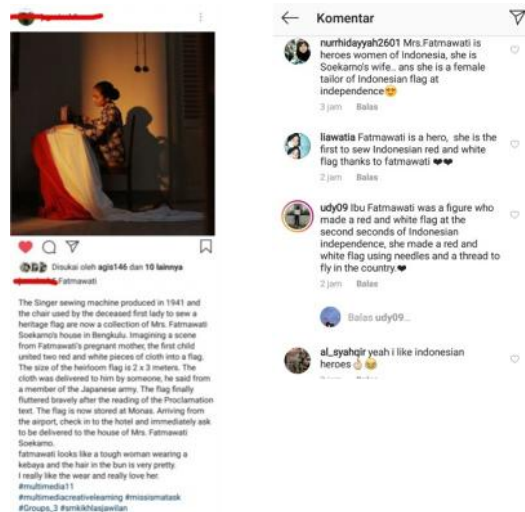 Disukai oleh agis146 dan 10 lainnya
Fatmawati
The Singer sewing machine produced in 1941 and
the chair used by the deceased first lady to sew a
heritage flag are now a collection of Mrs. Fatmawati
Soekarno's house in Bengkulu. Imagining a scene
from Fatmawati's pregnant mother, the first child
united two red and white pieces of cloth into a flag.
The size of the heirloom flag is 2 x 3 meters. The
cloth was delivered to him by someone, he said from
a member of the Japanese army. The flag finally
fluttered bravely after the reading of the Proclamation
text. The flag is now stored at Monas. Arriving from
the airport, check in to the hotel and immediately ask
to be delivered to the house of Mrs. Fatmawati
Soekarno.
fatmawati looks like a tough woman wearing a
kebaya and the hair in the bun is very pretty.
I really like the wear and really love her.
#multimedia11
#multimediacreativelearning #missismatask
#Groups_3 #smkikhlasjawilan
Komentar
nurrhidayyah2601 Mrs.Fatmawati is
heroes women of Indonesia, she is
Soekarno's wife.. ans she is a female
tailor of Indonesian flag at
independence😍
3 jam Balas
liawatia Fatmawati is a hero, she is the
first to sew Indonesian red and white
flag thanks to fatmawati ❤❤
2 jam Balas
udy09 Ibu Fatmawati was a figure who
made a red and white flag at the
second seconds of Indonesian
independence, she made a red and
white flag using needles and a thread to
fly in the country.❤
2 jam Balas
Balas udy09...
al_syahqir yeah i like indonesian
heroes👌😂